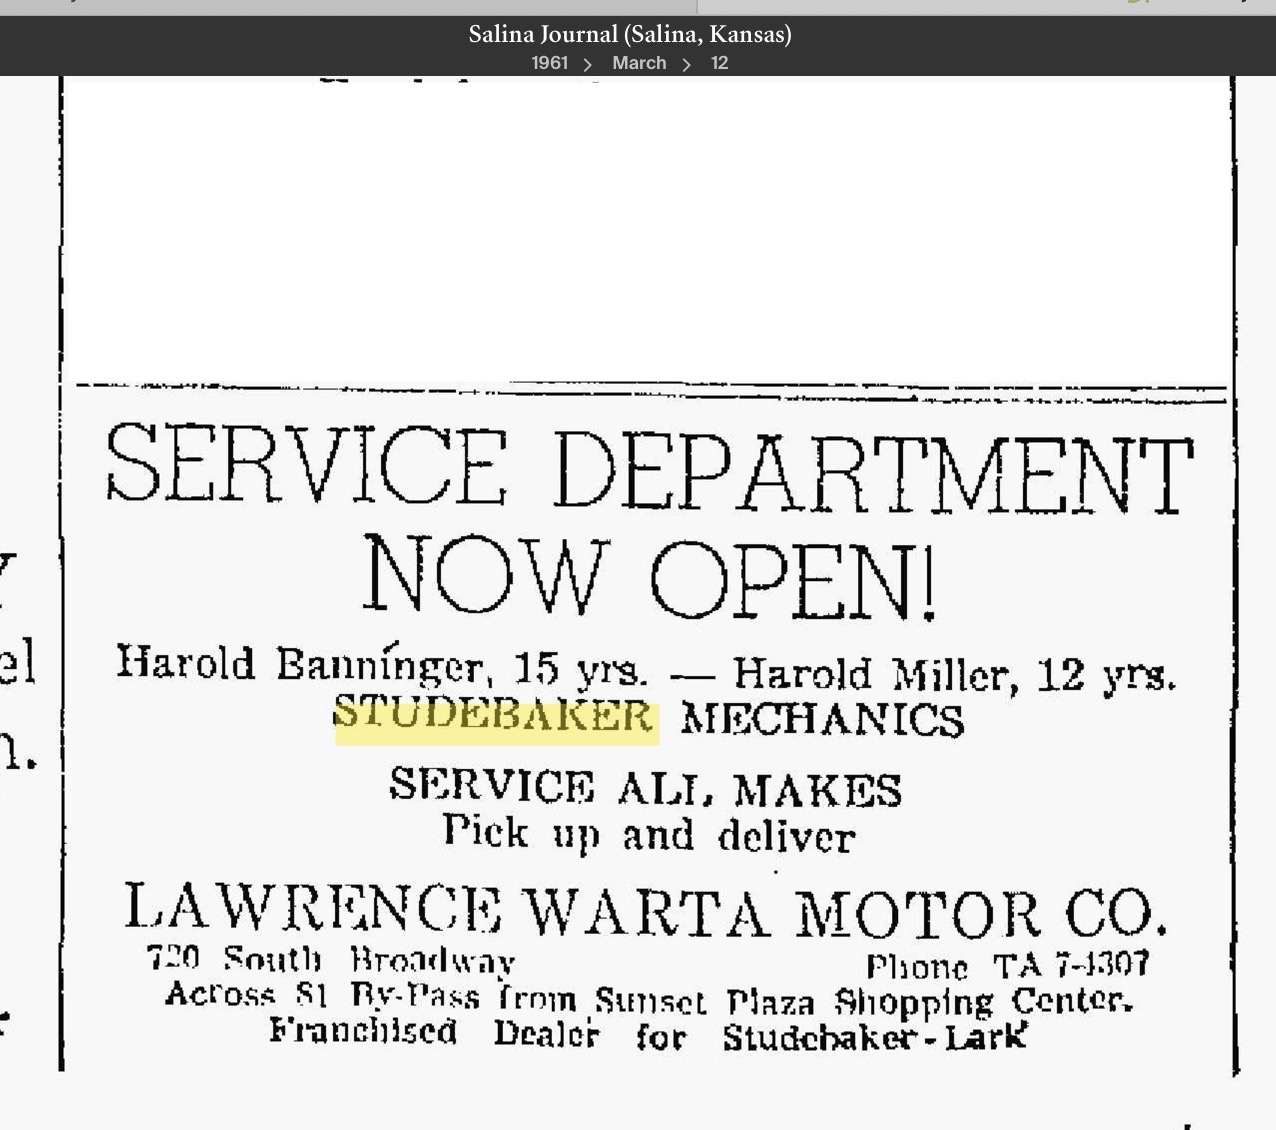 Salina Journal (Salina, Kansas)
1961 > March > 12
SERVICE DEPARTMENT
NOW OPEN!
Harold Banninger, 15 yrs. — Harold Miller, 12 yrs.
STUDEBAKER MECHANICS
SERVICE ALL MAKES
Pick up and deliver
LAWRENCE WARTA MOTOR CO.
720 South Broadway Phone TA 7-4307
Across 81 By-Pass from Sunset Plaza Shopping Center.
Franchised Dealer for Studebaker - Lark